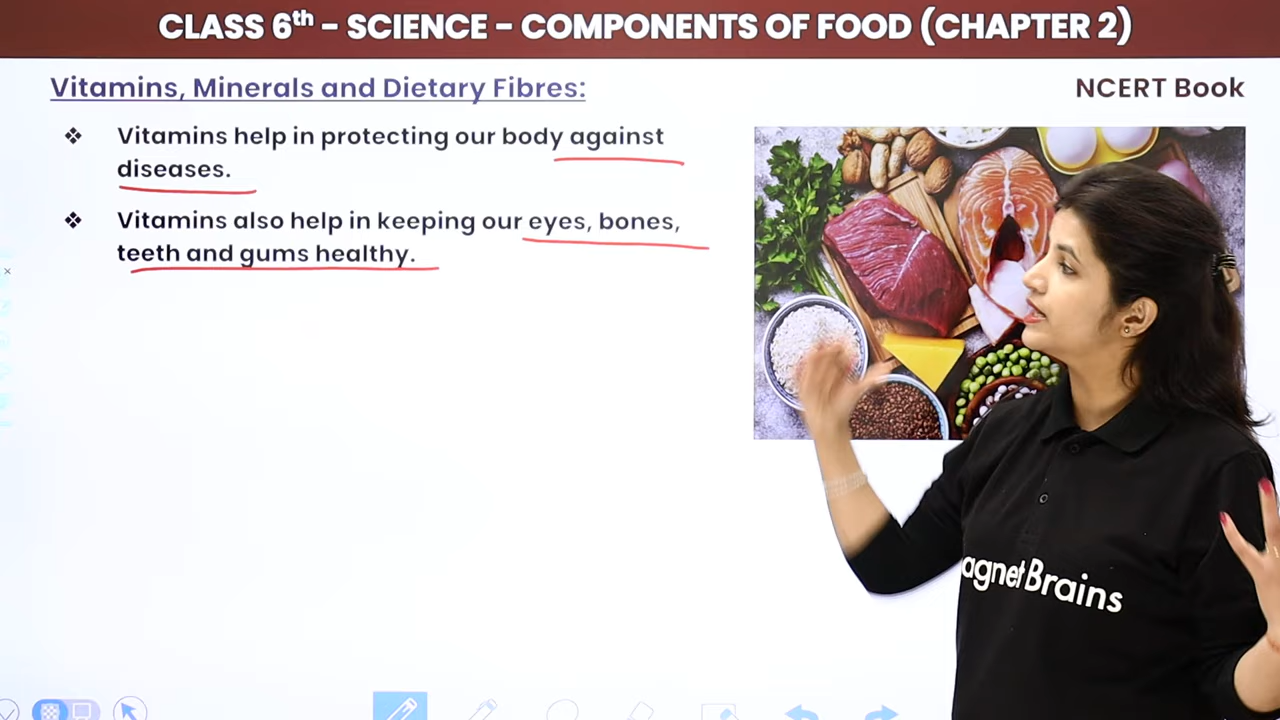 CLASS 6th – SCIENCE – COMPONENTS OF FOOD (CHAPTER 2)
Vitamins, Minerals and Dietary Fibres:
NCERT Book
❖ Vitamins help in protecting our body against
diseases.
❖ Vitamins also help in keeping our eyes, bones,
teeth and gums healthy.
agnetBrains